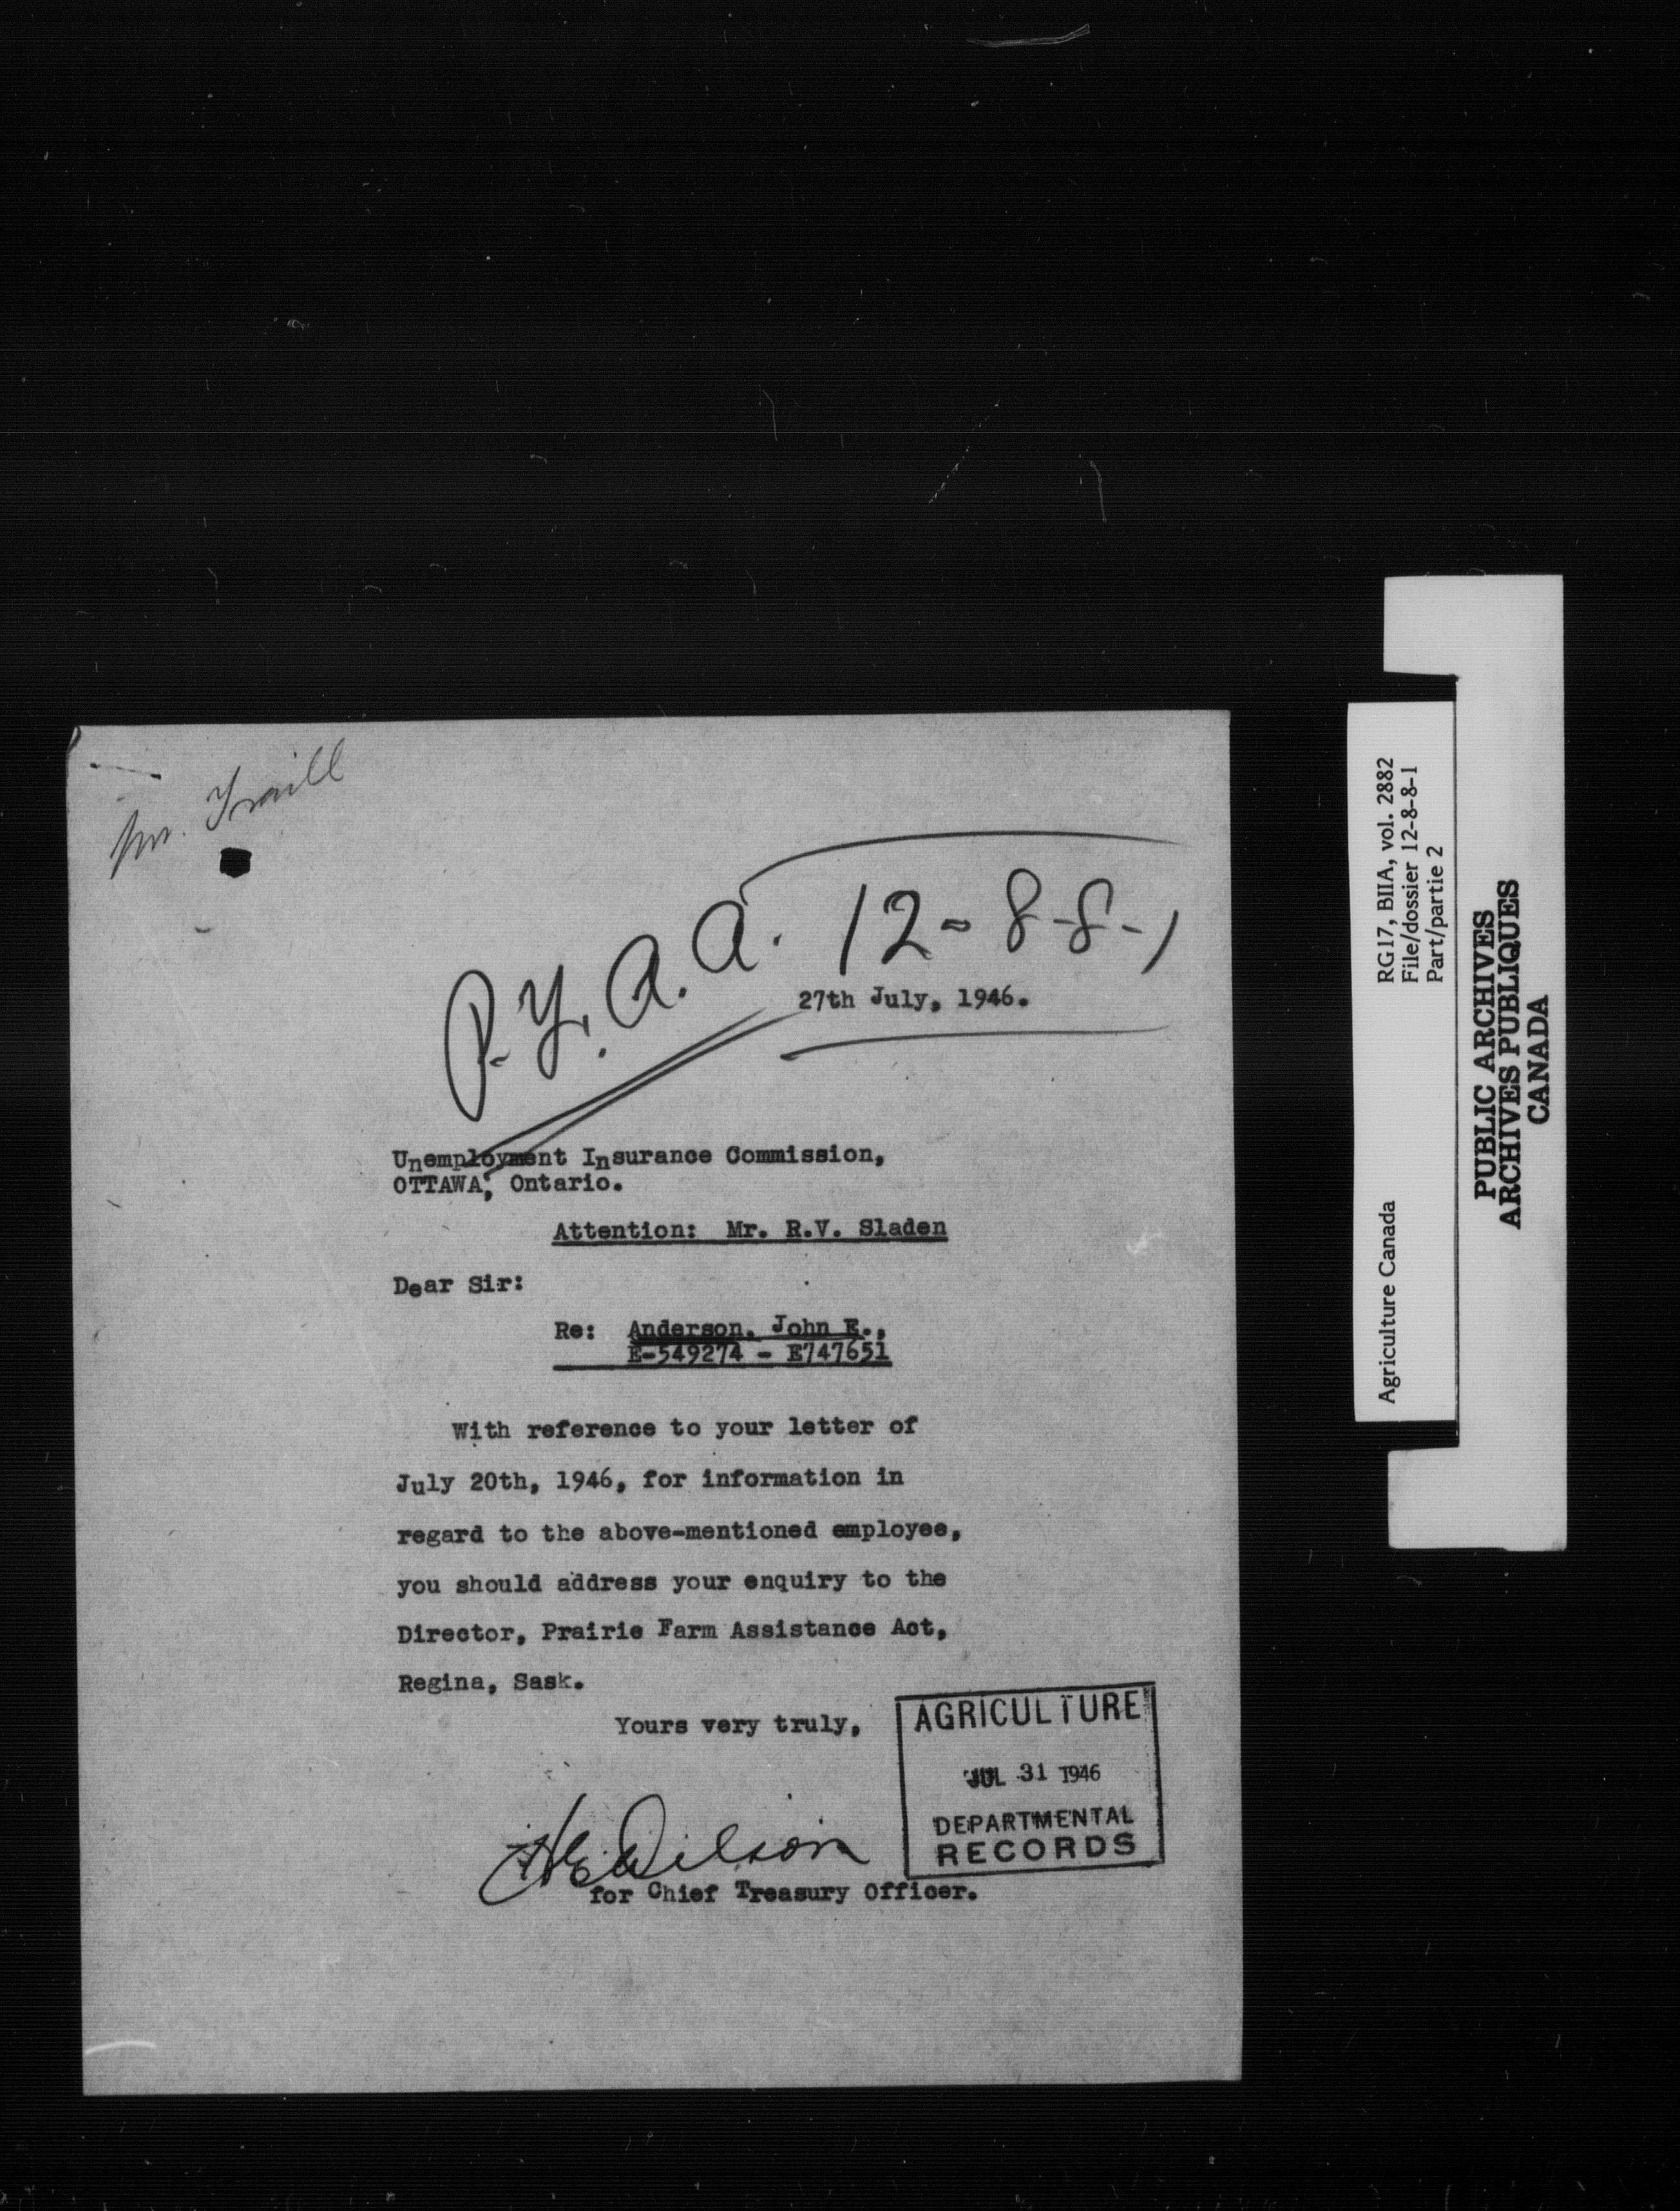 Mr. Traill
P. F. A. A. 12-8-8-1
27th July, 1946.
Unemployment Insurance Commission,
OTTAWA, Ontario.
Attention: Mr. R.V. Sladen
Dear Sir:
Re: Anderson, John E.,
E-549274 - E747651
With reference to your letter of
July 20th, 1946, for information in
regard to the above-mentioned employee,
you should address your enquiry to the
Director, Prairie Farm Assistance Act,
Regina, Sask.
Yours very truly,
for Chief Treasury Officer.
AGRICULTURE
JUL 31 1946
DEPARTMENTAL
RECORDS
Agriculture Canada
RG17, BIIA, vol. 2882
File/dossier 12-8-8-1
Part/partie 2
PUBLIC ARCHIVES
ARCHIVES PUBLIQUES
CANADA